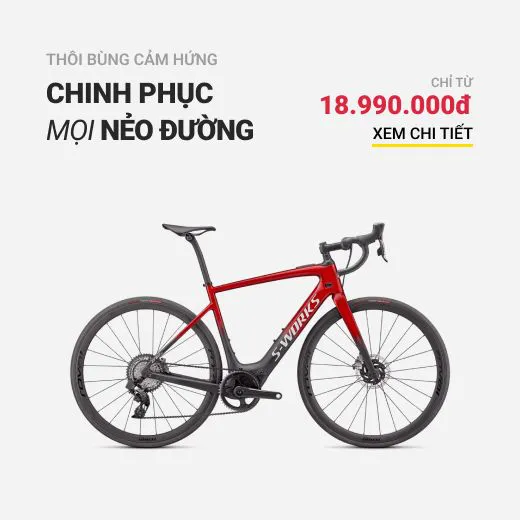 THỔI BÙNG CẢM HỨNG
CHINH PHỤC
MỌI NẺO ĐƯỜNG
CHỈ TỪ
18.990.000đ
XEM CHI TIẾT
S-WORKS